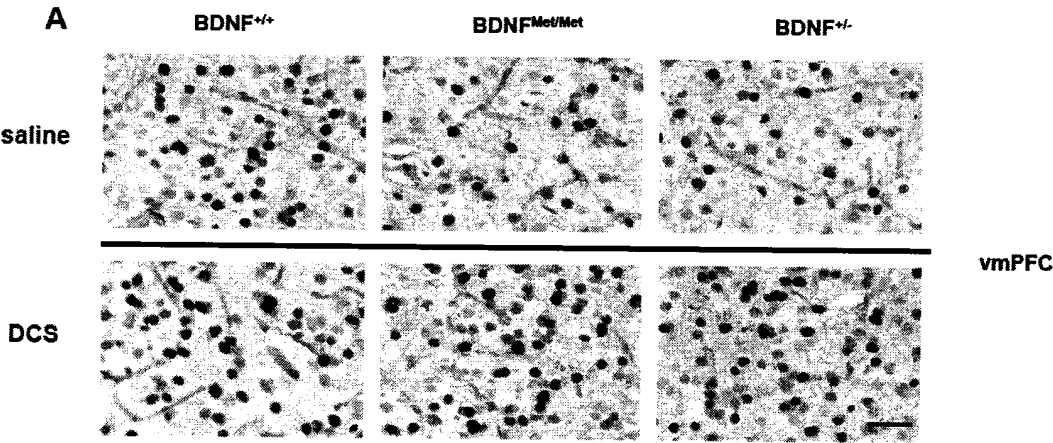 A
BDNF+/+ BDNFMet/Met BDNF+/-
saline
vmPFC
DCS